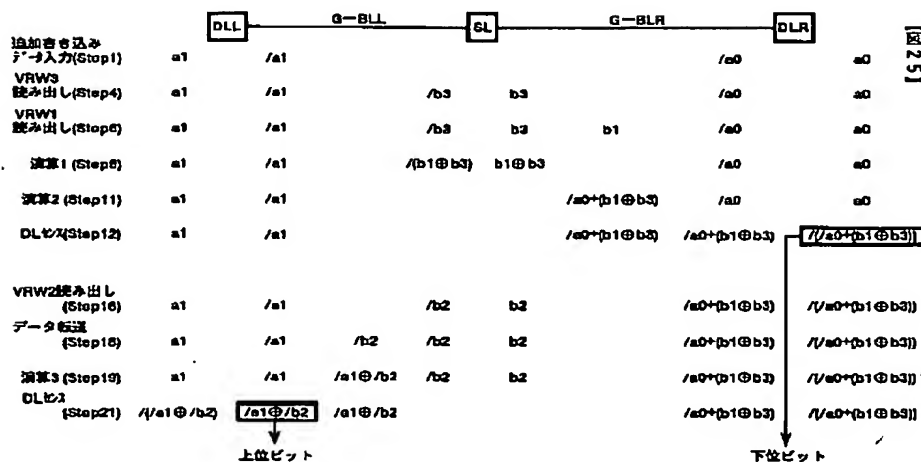 【図25】
DLL G-BLL SL G-BLR DLR
追加書き込み
データ入力(Step1) a1 /a1 /a0 a0
VRW3
読み出し(Step4) a1 /a1 /b3 b3 /a0 a0
VRW1
読み出し(Step6) a1 /a1 /b3 b3 b1 /a0 a0
演算1(Step8) a1 /a1 /(b1⊕b3) b1⊕b3 /a0 a0
演算2(Step11) a1 /a1 /a0+(b1⊕b3) /a0 a0
DLセンス(Step12) a1 /a1 /a0+(b1⊕b3) /a0+(b1⊕b3) /(/a0+(b1⊕b3))
VRW2読み出し
(Step16) a1 /a1 /b2 b2 /a0+(b1⊕b3) /(/a0+(b1⊕b3))
データ転送
(Step18) a1 /a1 /b2 /b2 b2 /a0+(b1⊕b3) /(/a0+(b1⊕b3))
演算3(Step19) a1 /a1 /a1⊕/b2 /b2 b2 /a0+(b1⊕b3) /(/a0+(b1⊕b3))
DLセンス
(Step21) /(/a1⊕/b2) /a1⊕/b2 /a1⊕/b2 /a0+(b1⊕b3) /(/a0+(b1⊕b3))
上位ビット 下位ビット